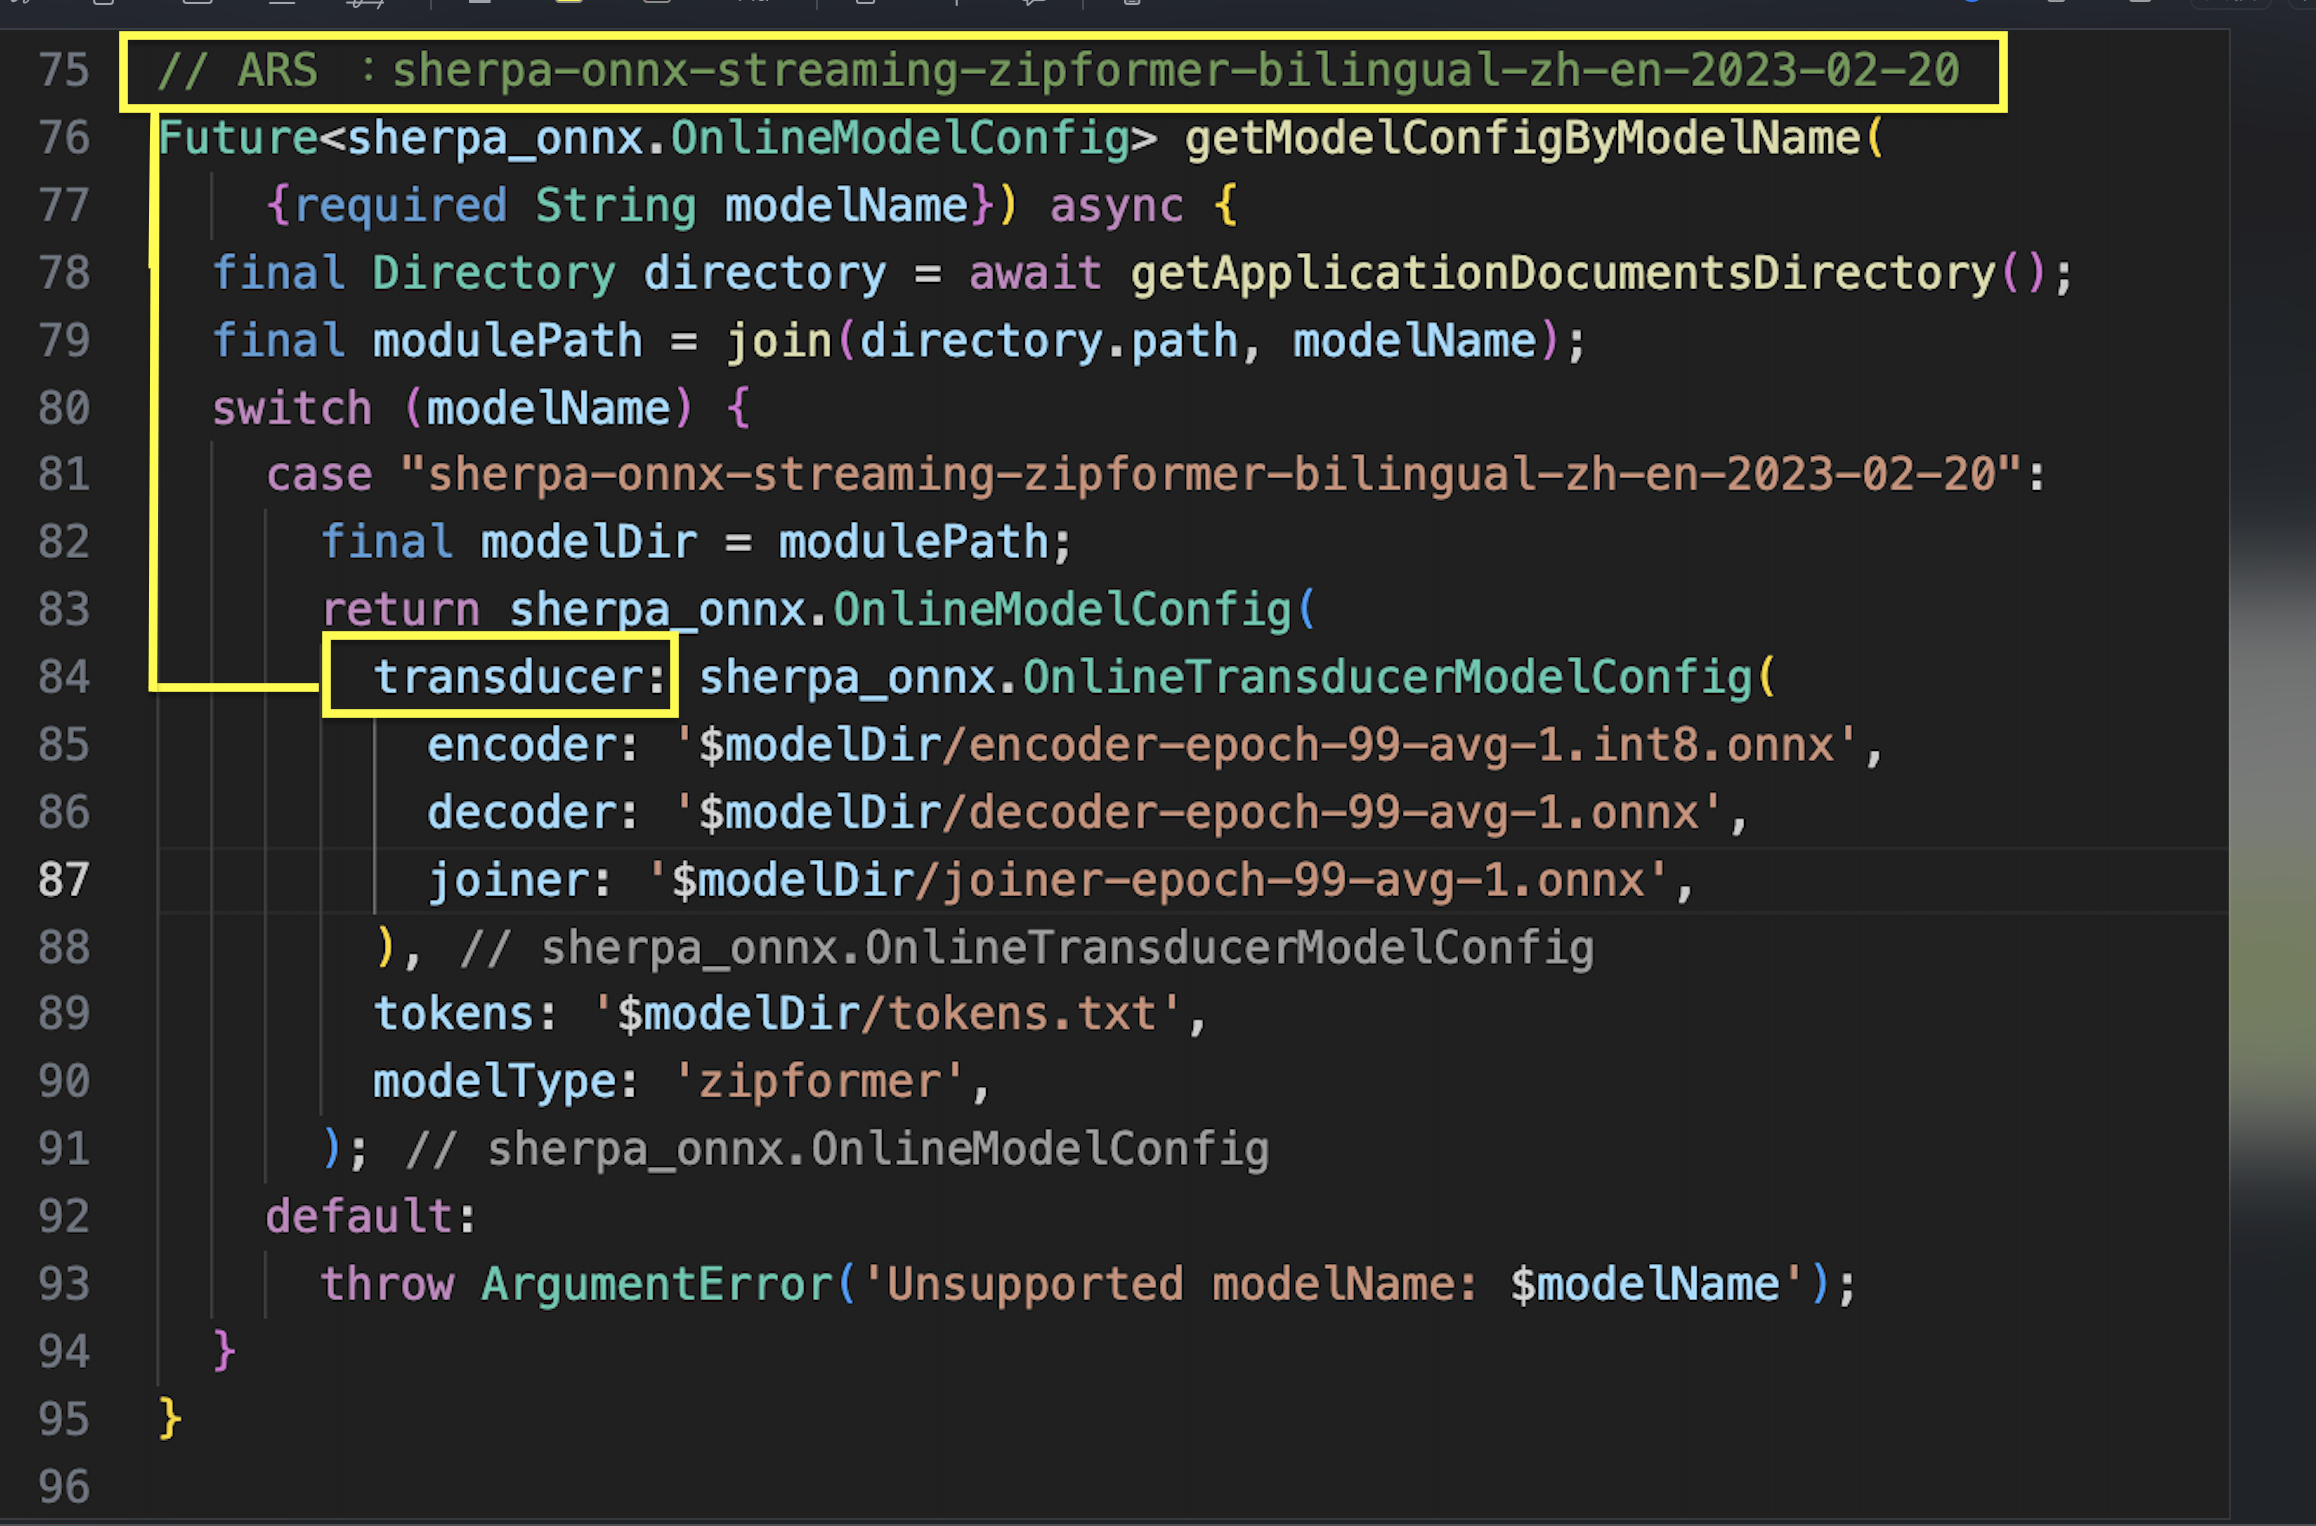 75 // ARS ：sherpa-onnx-streaming-zipformer-bilingual-zh-en-2023-02-20
76 Future<sherpa_onnx.OnlineModelConfig> getModelConfigByModelName(
77 {required String modelName}) async {
78 final Directory directory = await getApplicationDocumentsDirectory();
79 final modulePath = join(directory.path, modelName);
80 switch (modelName) {
81 case "sherpa-onnx-streaming-zipformer-bilingual-zh-en-2023-02-20":
82 final modelDir = modulePath;
83 return sherpa_onnx.OnlineModelConfig(
84 transducer: sherpa_onnx.OnlineTransducerModelConfig(
85 encoder: '$modelDir/encoder-epoch-99-avg-1.int8.onnx',
86 decoder: '$modelDir/decoder-epoch-99-avg-1.onnx',
87 joiner: '$modelDir/joiner-epoch-99-avg-1.onnx',
88 ), // sherpa_onnx.OnlineTransducerModelConfig
89 tokens: '$modelDir/tokens.txt',
90 modelType: 'zipformer',
91 ); // sherpa_onnx.OnlineModelConfig
92 default:
93 throw ArgumentError('Unsupported modelName: $modelName');
94 }
95 }
96